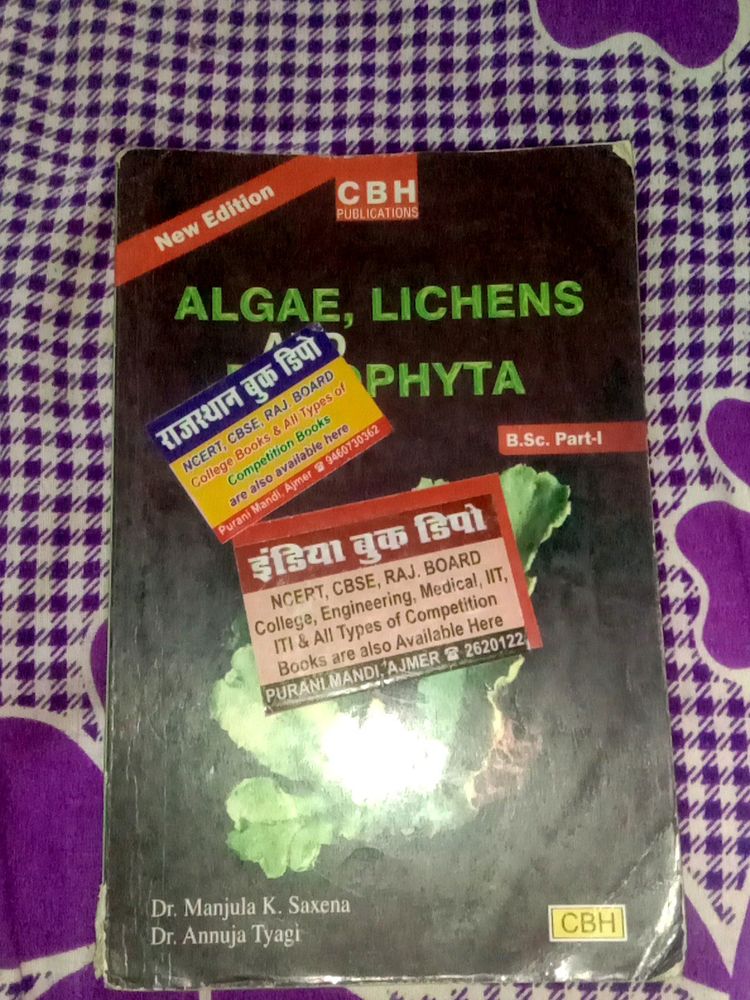 New Edition
CBH
PUBLICATIONS
ALGAE, LICHENS
OPHYTA
B.Sc. Part-I
राजस्थान बुक डिपो
NCERT, CBSE, RAJ. BOARD
College Books & All Types of
Competition Books
are also available here
Purani Mandi, Ajmer ☎ 9460730362
इंडिया बुक डिपो
NCERT, CBSE, RAJ. BOARD
College, Engineering, Medical, IIT,
ITI & All Types of Competition
Books are also Available Here
PURANI MANDI, AJMER ☎ 2620122
Dr. Manjula K. Saxena
Dr. Annuja Tyagi
CBH